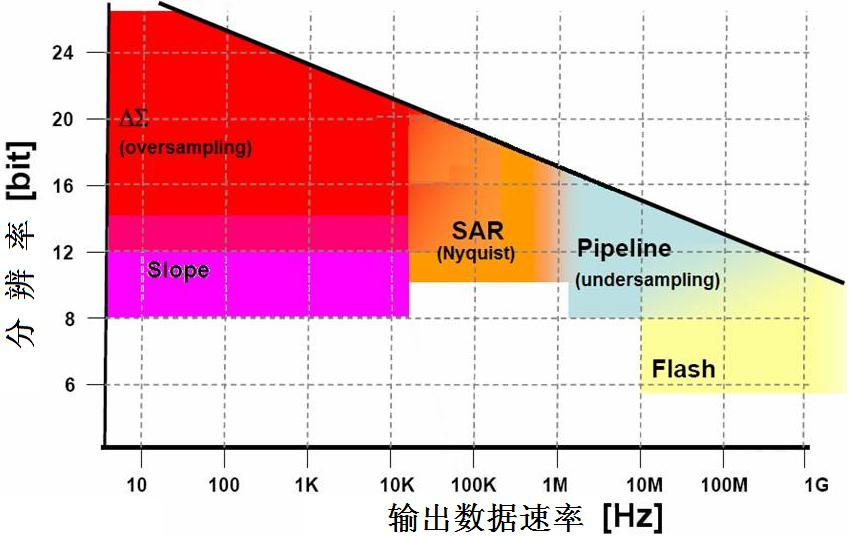 分辨率 [bit]
24
20
16
12
8
6
ΔΣ
(oversampling)
Slope
SAR
(Nyquist)
Pipeline
(undersampling)
Flash
10 100 1K 10K 100K 1M 10M 100M 1G
输出数据速率 [Hz]